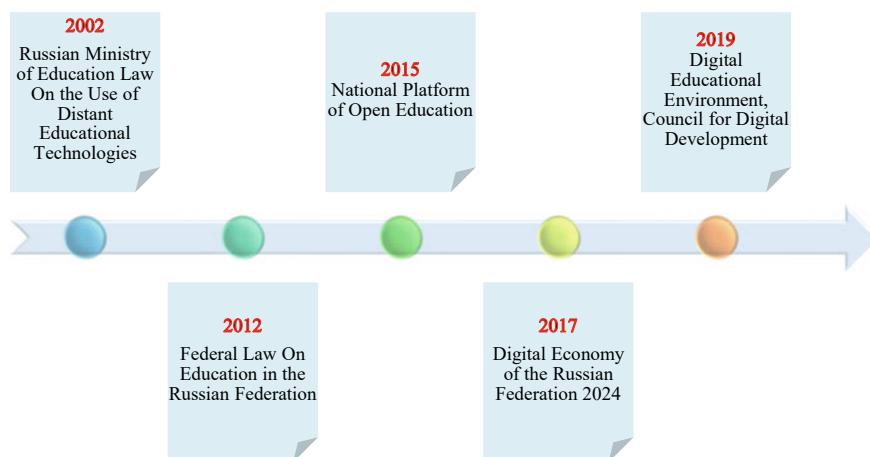 2002
Russian Ministry
of Education Law
On the Use of
Distant
Educational
Technologies
2012
Federal Law On
Education in the
Russian Federation
2015
National Platform
of Open Education
2017
Digital Economy
of the Russian
Federation 2024
2019
Digital
Educational
Environment,
Council for Digital
Development